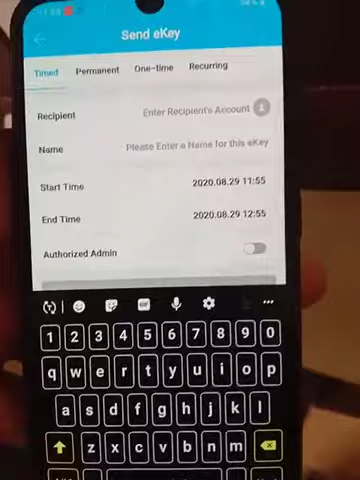 Send eKey
Timed Permanent One-time Recurring
Recipient Enter Recipient's Account
Name Please Enter a Name for this eKey
Start Time 2020.08.29 11:55
End Time 2020.08.29 12:55
Authorized Admin
GIF
1 2 3 4 5 6 7 8 9 0
q w e r t y u i o p
a s d f g h j k l
z x c v b n m